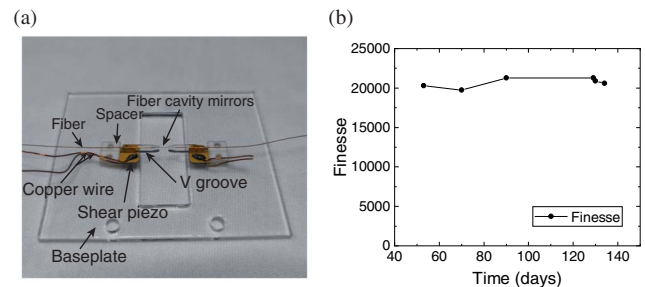 (a)
Fiber cavity mirrors
Spacer
Fiber
Copper wire
V groove
Shear piezo
Baseplate
(b)
25000
20000
15000
10000
5000
0
Finesse
Finesse
40 60 80 100 120 140
Time (days)